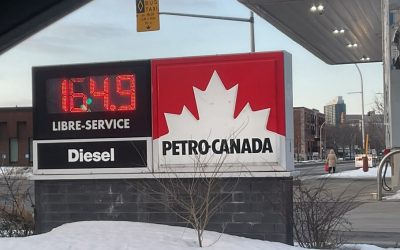 164.9
LIBRE-SERVICE
Diesel
PETRO-CANADA